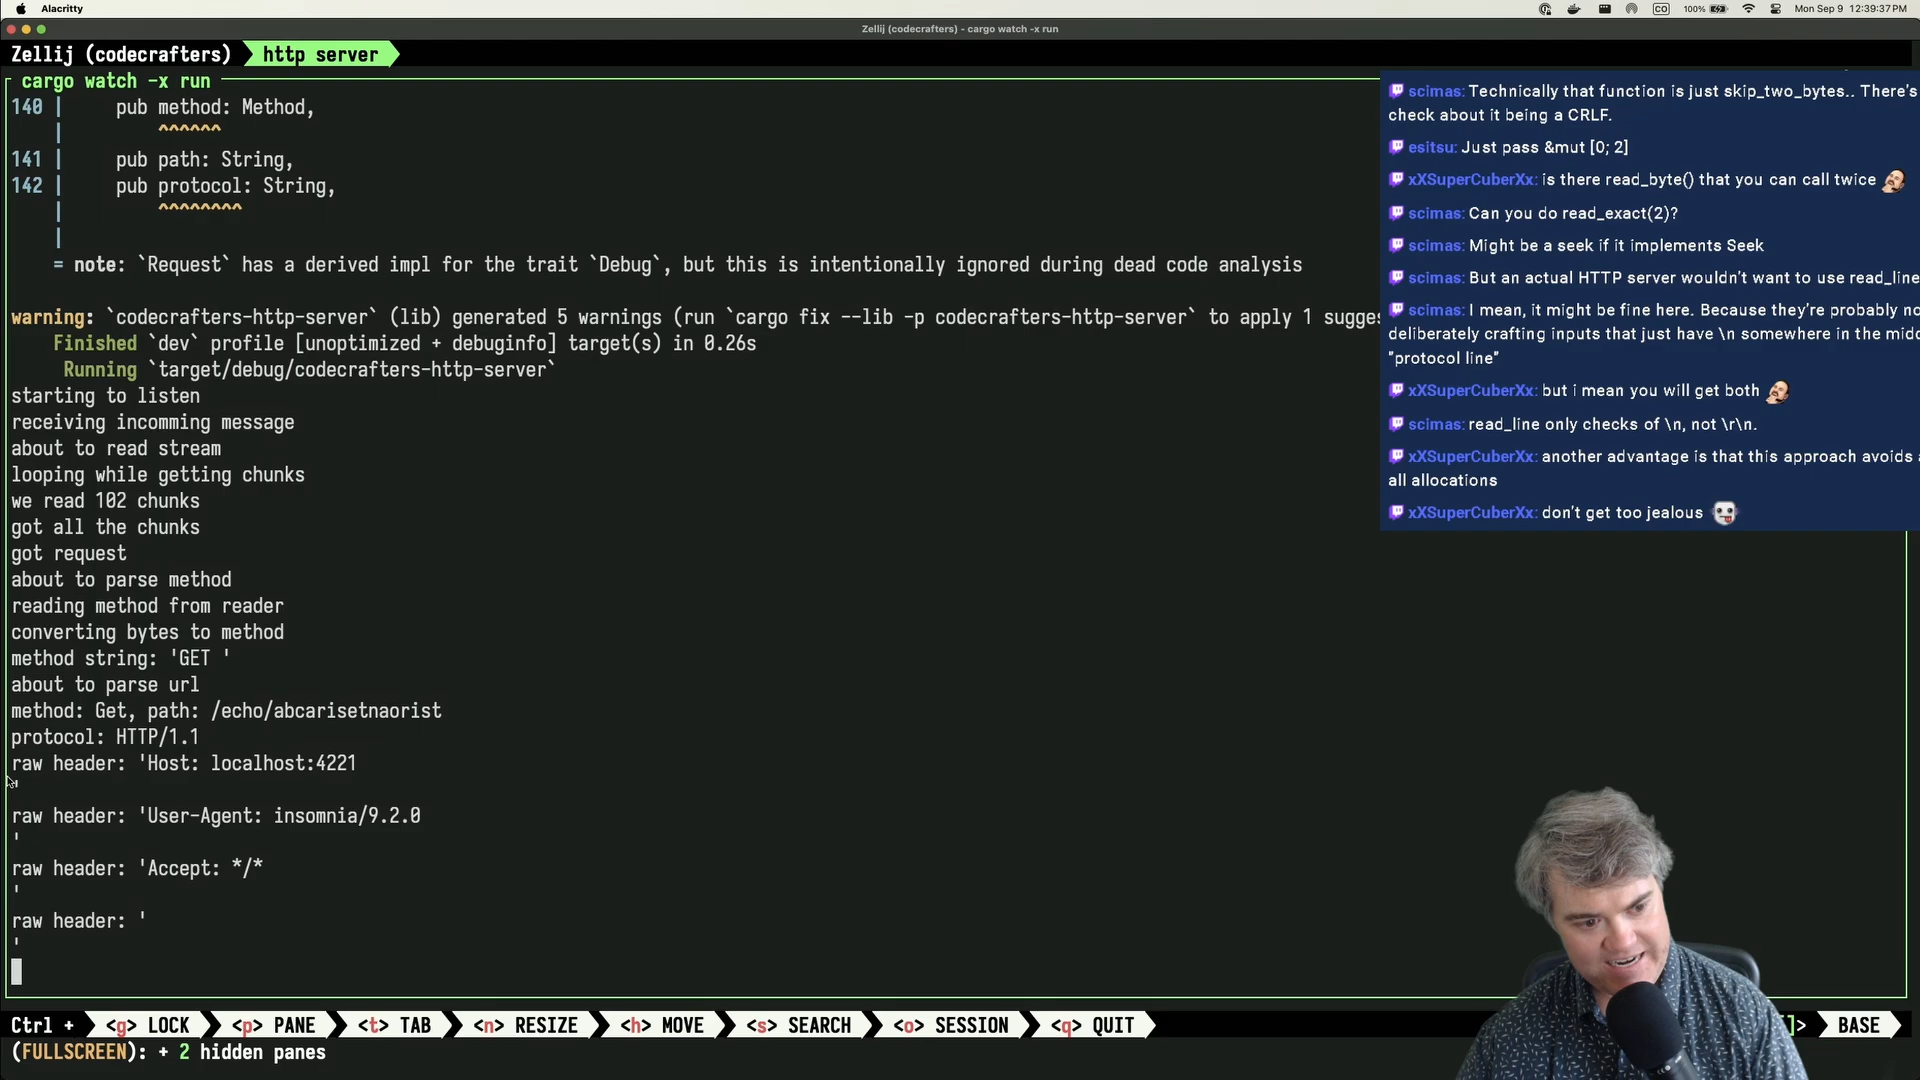 Alacritty
100%
Mon Sep 9 12:39:37 PM
Zellij (codecrafters) - cargo watch -x run
Zellij (codecrafters) http server
cargo watch -x run
140 | pub method: Method,
| ^^^^^^
141 | pub path: String,
142 | pub protocol: String,
| ^^^^^^^^
|
= note: `Request` has a derived impl for the trait `Debug`, but this is intentionally ignored during dead code analysis
warning: `codecrafters-http-server` (lib) generated 5 warnings (run `cargo fix --lib -p codecrafters-http-server` to apply 1 sugges
Finished `dev` profile [unoptimized + debuginfo] target(s) in 0.26s
Running `target/debug/codecrafters-http-server`
starting to listen
receiving incomming message
about to read stream
looping while getting chunks
we read 102 chunks
got all the chunks
got request
about to parse method
reading method from reader
converting bytes to method
method string: 'GET '
about to parse url
method: Get, path: /echo/abcarisetnaorist
protocol: HTTP/1.1
raw header: 'Host: localhost:4221
'
raw header: 'User-Agent: insomnia/9.2.0
'
raw header: 'Accept: */*
'
raw header: '
'
scimas: Technically that function is just skip_two_bytes.. There's
check about it being a CRLF.
esitsu: Just pass &mut [0; 2]
xXSuperCuberXx: is there read_byte() that you can call twice
scimas: Can you do read_exact(2)?
scimas: Might be a seek if it implements Seek
scimas: But an actual HTTP server wouldn't want to use read_line
scimas: I mean, it might be fine here. Because they're probably no
deliberately crafting inputs that just have \n somewhere in the midd
"protocol line"
xXSuperCuberXx: but i mean you will get both
scimas: read_line only checks of \n, not \r\n.
xXSuperCuberXx: another advantage is that this approach avoids a
all allocations
xXSuperCuberXx: don't get too jealous
Ctrl + <g> LOCK <p> PANE <t> TAB <n> RESIZE <h> MOVE <s> SEARCH <o> SESSION <q> QUIT ]> BASE
(FULLSCREEN): + 2 hidden panes